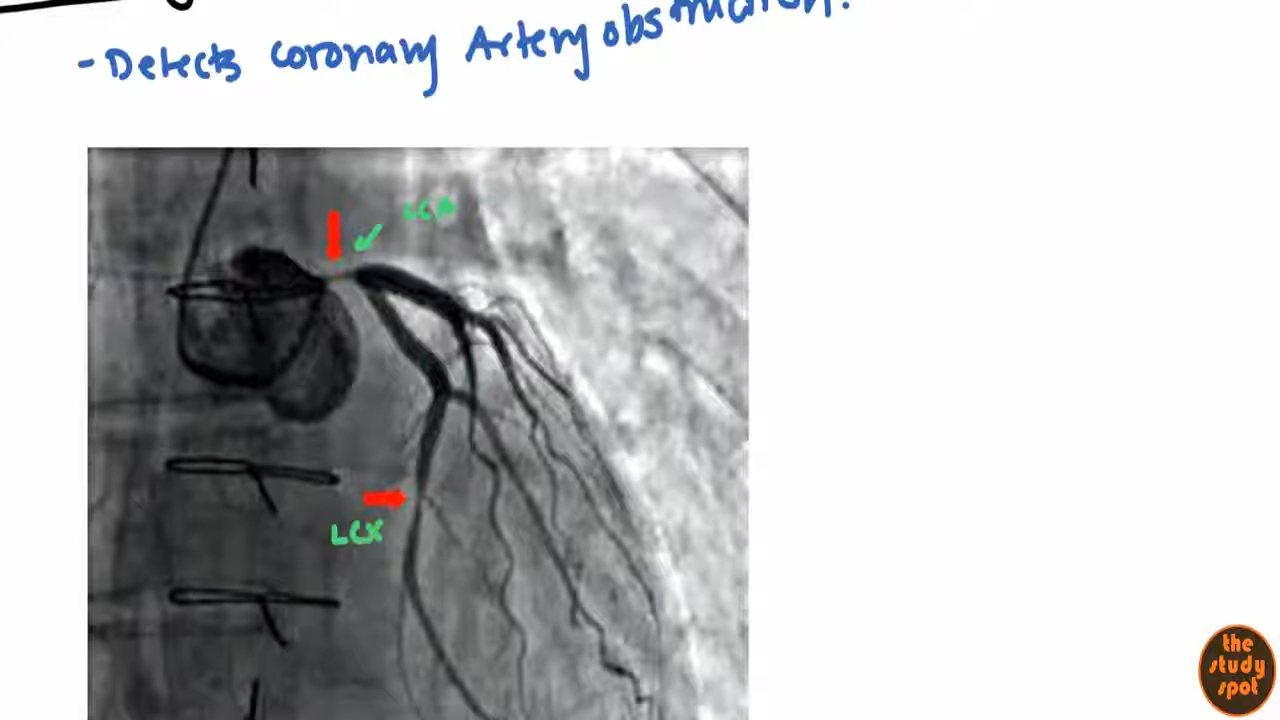 - Detects coronary Artery obstruction.
LCA
LCX
the
study
spot